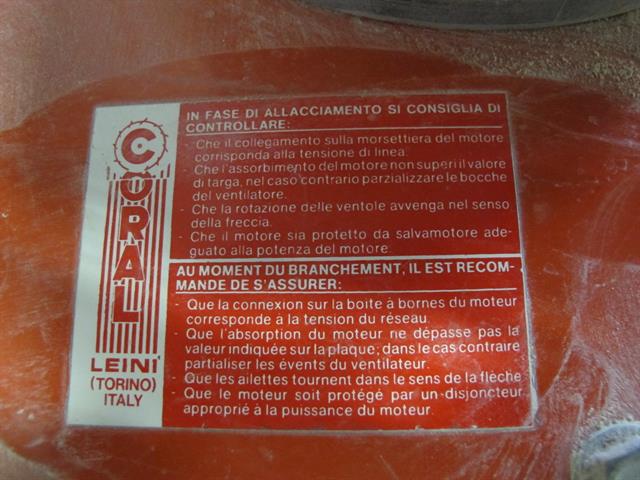 CORAL
LEINI'
(TORINO)
ITALY
IN FASE DI ALLACCIAMENTO SI CONSIGLIA DI
CONTROLLARE:
- Che il collegamento sulla morsettiera del motore
corrisponda alla tensione di linea.
- Che l'assorbimento del motore non superi il valore
di targa, nel caso contrario parzializzare le bocche
del ventilatore.
- Che la rotazione delle ventole avvenga nel senso
della freccia.
- Che il motore sia protetto da salvamotore ade-
guato alla potenza del motore.
AU MOMENT DU BRANCHEMENT, IL EST RECOM-
MANDE DE S'ASSURER:
- Que la connexion sur la boite à bornes du moteur
corresponde à la tension du réseau.
- Que l'absorption du moteur ne dépasse pas la
valeur indiquée sur la plaque; dans le cas contraire
partialiser les évents du ventilateur.
- Que les ailettes tournent dans le sens de la flèche
- Que le moteur soit protégé par un disjoncteur
approprié à la puissance du moteur.